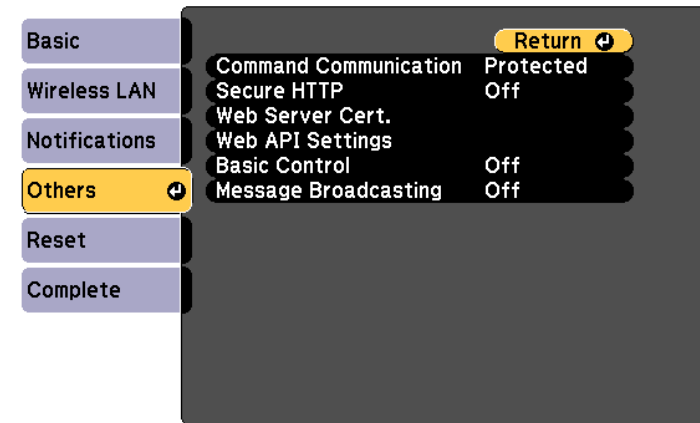 Basic
Wireless LAN
Notifications
Others
Reset
Complete
Return
Command Communication Protected
Secure HTTP Off
Web Server Cert.
Web API Settings
Basic Control Off
Message Broadcasting Off